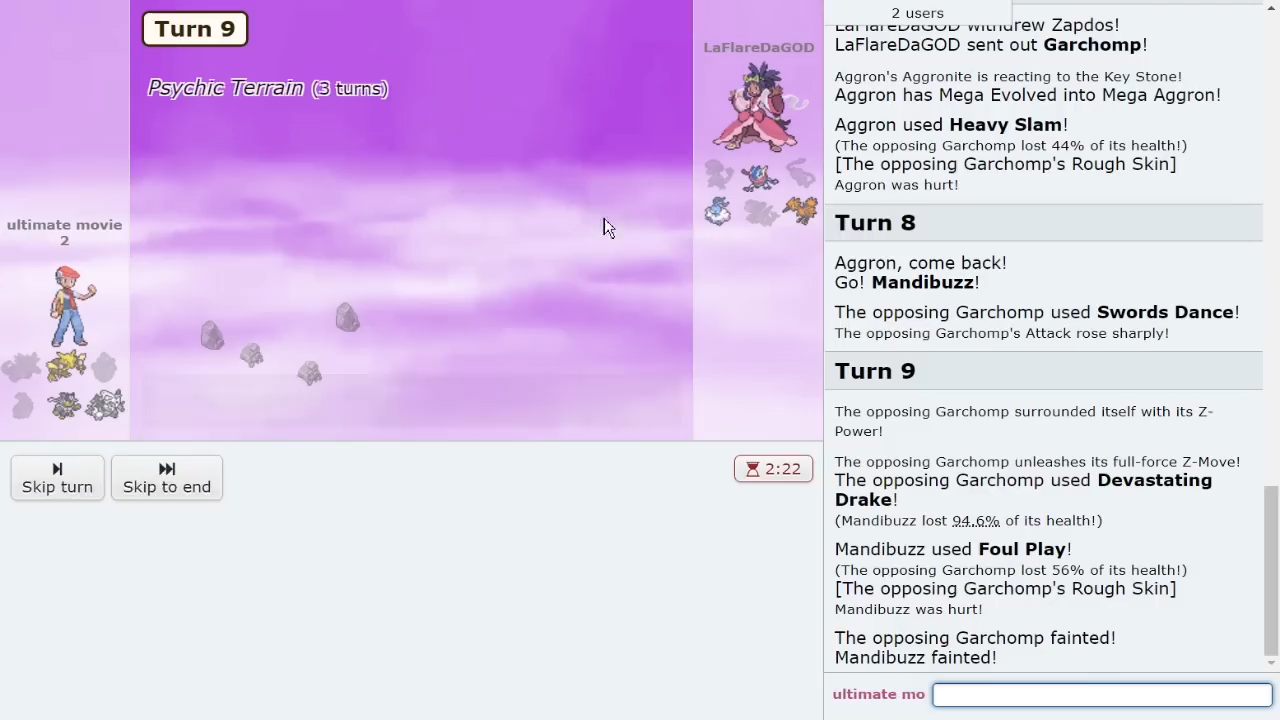 Turn 9
Psychic Terrain (3 turns)
ultimate movie
2
LaFlareDaGOD
Skip turn
Skip to end
2:22
2 users
LaFlareDaGOD withdrew Zapdos!
LaFlareDaGOD sent out Garchomp!
Aggron's Aggronite is reacting to the Key Stone!
Aggron has Mega Evolved into Mega Aggron!
Aggron used Heavy Slam!
(The opposing Garchomp lost 44% of its health!)
[The opposing Garchomp's Rough Skin]
Aggron was hurt!
Turn 8
Aggron, come back!
Go! Mandibuzz!
The opposing Garchomp used Swords Dance!
The opposing Garchomp's Attack rose sharply!
Turn 9
The opposing Garchomp surrounded itself with its Z-
Power!
The opposing Garchomp unleashes its full-force Z-Move!
The opposing Garchomp used Devastating
Drake!
(Mandibuzz lost 94.6% of its health!)
Mandibuzz used Foul Play!
(The opposing Garchomp lost 56% of its health!)
[The opposing Garchomp's Rough Skin]
Mandibuzz was hurt!
The opposing Garchomp fainted!
Mandibuzz fainted!
ultimate mo